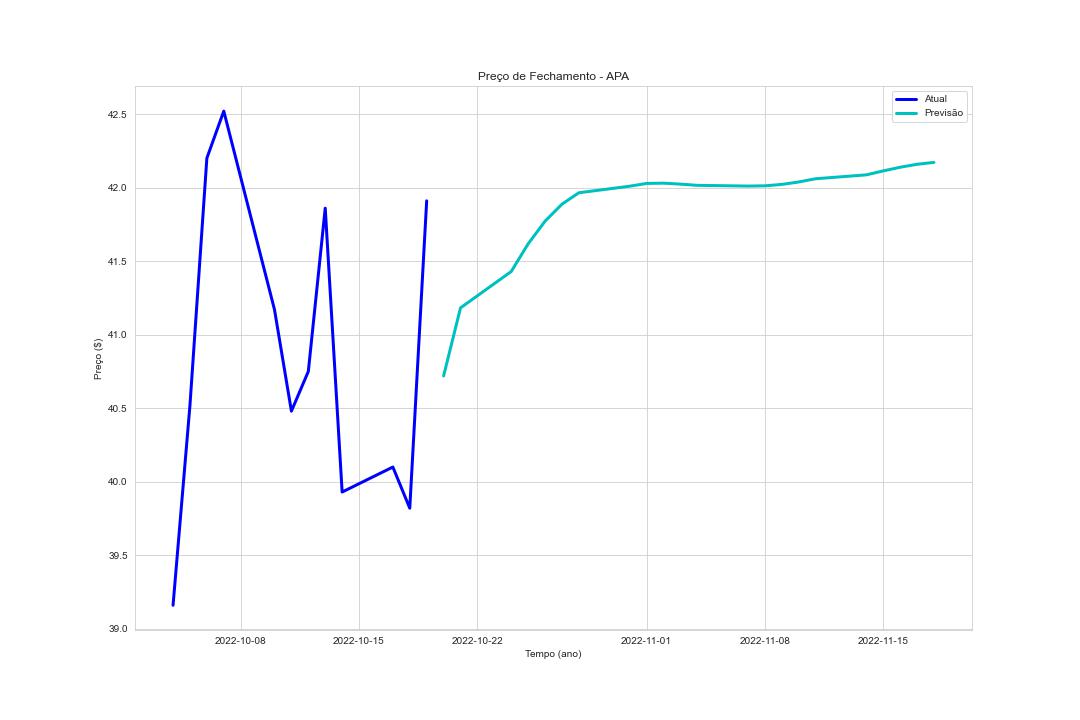 Preço de Fechamento - APA
Atual
Previsão
42.5
42.0
41.5
41.0
40.5
40.0
39.5
39.0
Preço ($)
2022-10-08
2022-10-15
2022-10-22
2022-11-01
2022-11-08
2022-11-15
Tempo (ano)